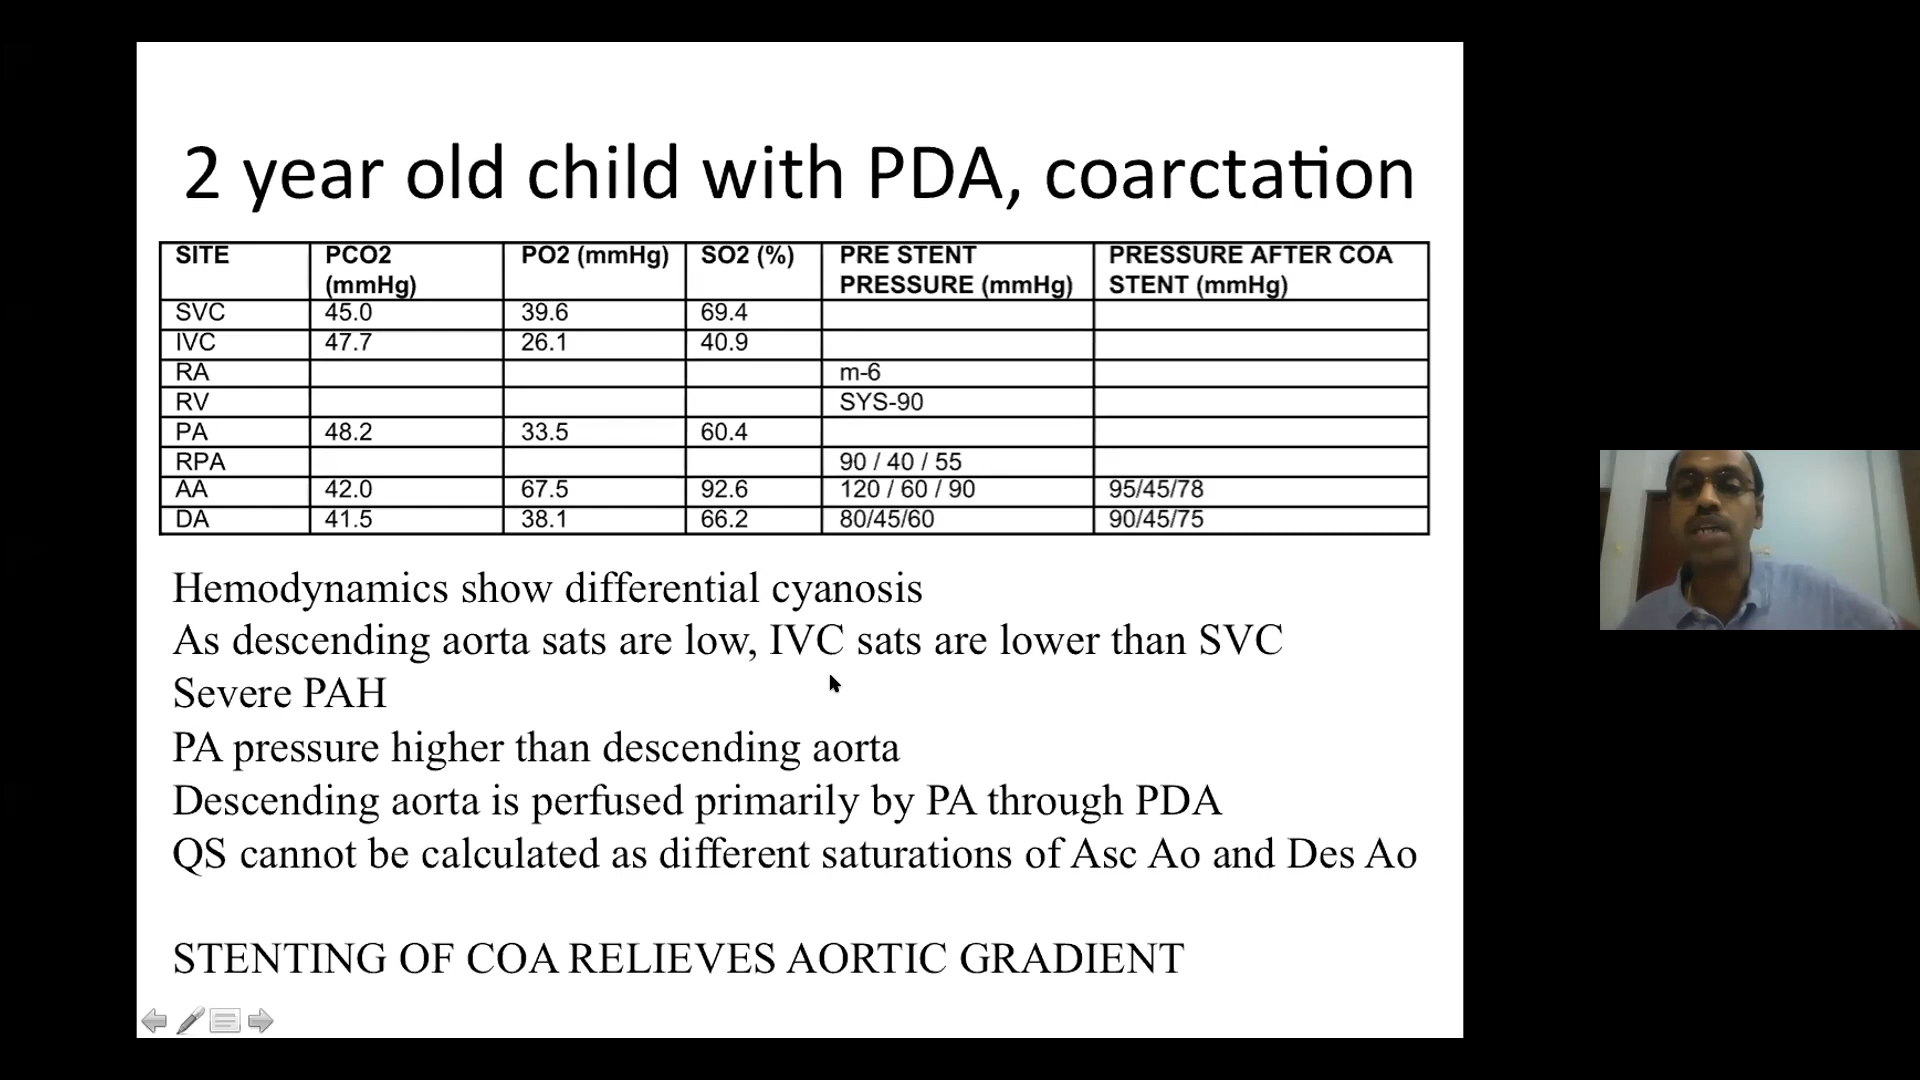 2 year old child with PDA, coarctation
SITE PCO2 (mmHg) PO2 (mmHg) SO2 (%) PRE STENT PRESSURE (mmHg) PRESSURE AFTER COA STENT (mmHg)
SVC 45.0 39.6 69.4
IVC 47.7 26.1 40.9
RA m-6
RV SYS-90
PA 48.2 33.5 60.4
RPA 90 / 40 / 55
AA 42.0 67.5 92.6 120 / 60 / 90 95/45/78
DA 41.5 38.1 66.2 80/45/60 90/45/75
Hemodynamics show differential cyanosis
As descending aorta sats are low, IVC sats are lower than SVC
Severe PAH
PA pressure higher than descending aorta
Descending aorta is perfused primarily by PA through PDA
QS cannot be calculated as different saturations of Asc Ao and Des Ao
STENTING OF COA RELIEVES AORTIC GRADIENT